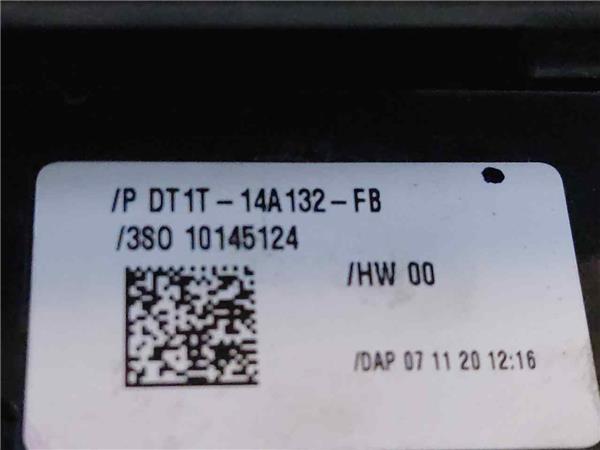 /P DT1T-14A132-FB
/3SO 10145124
/HW 00
/DAP 07 11 20 12:16